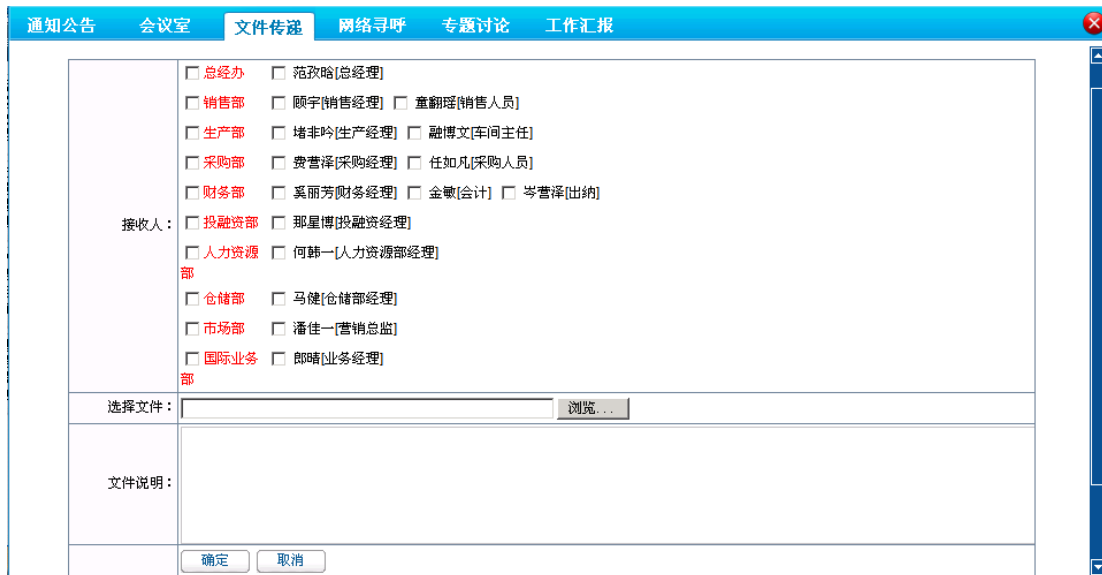 通知公告 会议室 文件传递 网络寻呼 专题讨论 工作汇报
总经办 范孜晗[总经理]
销售部 顾宇[销售经理] 童翻瑶[销售人员]
生产部 堵非吟[生产经理] 融博文[车间主任]
采购部 费萱泽[采购经理] 任如凡[采购人员]
财务部 奚丽芳[财务经理] 金敏[会计] 岑萱泽[出纳]
接收人： 投融资部 那星博[投融资经理]
人力资源部 何韩一[人力资源部经理]
仓储部 马健[仓储部经理]
市场部 潘佳一[营销总监]
国际业务部 郎晴[业务经理]
选择文件： 浏览...
文件说明：
确定 取消